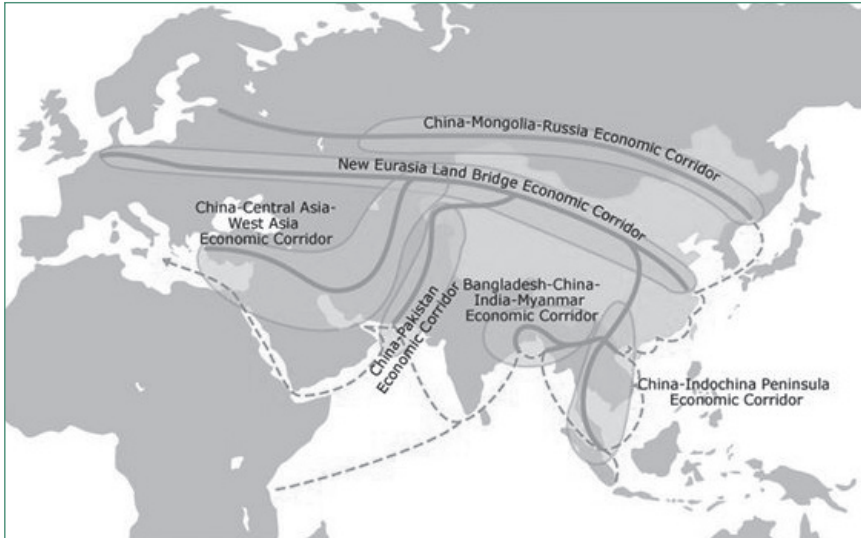 China-Mongolia-Russia Economic Corridor
New Eurasia Land Bridge Economic Corridor
China-Central Asia-
West Asia
Economic Corridor
Bangladesh-China-
India-Myanmar
Economic Corridor
China-Pakistan
Economic Corridor
China-Indochina Peninsula
Economic Corridor